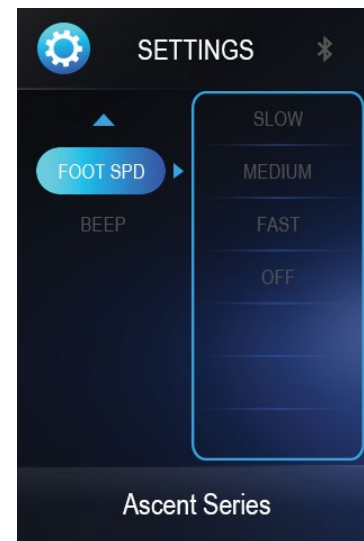 SETTINGS
FOOT SPD
BEEP
SLOW
MEDIUM
FAST
OFF
Ascent Series